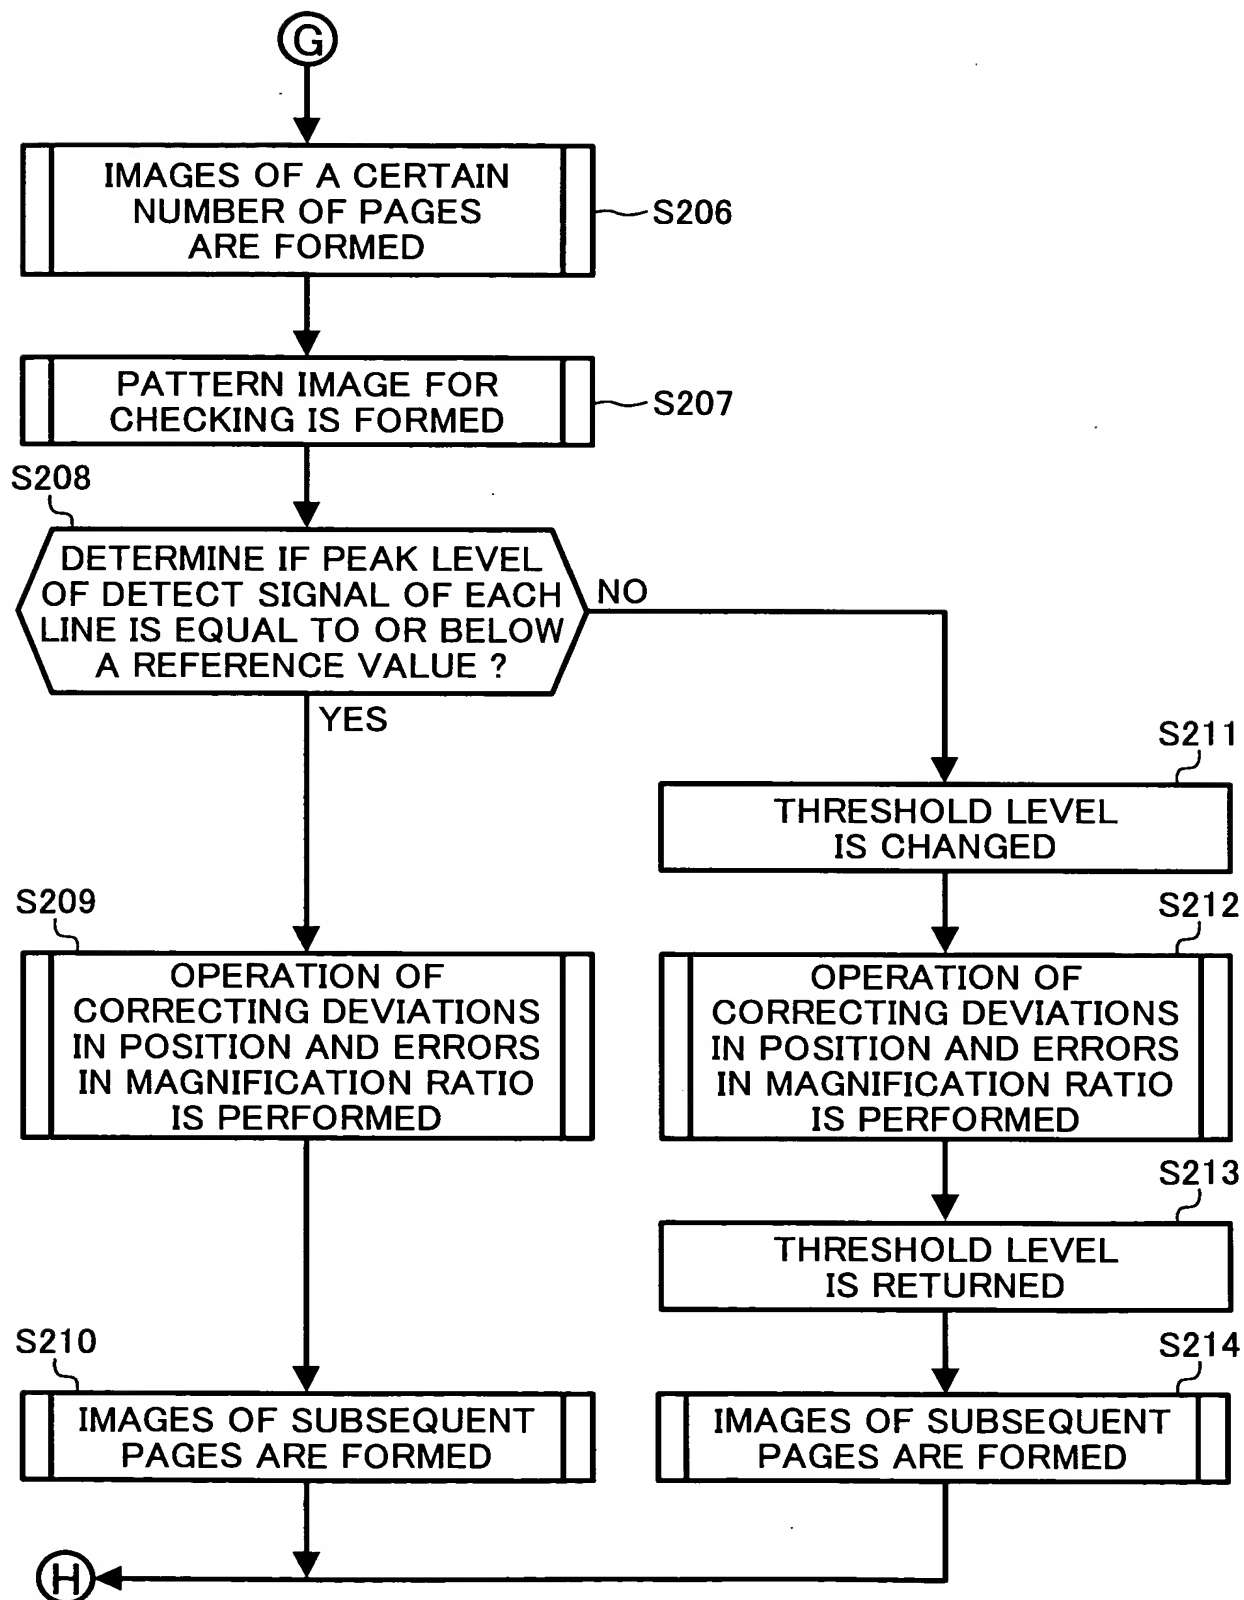 G
IMAGES OF A CERTAIN
NUMBER OF PAGES
ARE FORMED
S206
PATTERN IMAGE FOR
CHECKING IS FORMED
S207
S208
DETERMINE IF PEAK LEVEL
OF DETECT SIGNAL OF EACH
LINE IS EQUAL TO OR BELOW
A REFERENCE VALUE ?
NO
YES
S211
THRESHOLD LEVEL
IS CHANGED
S209
OPERATION OF
CORRECTING DEVIATIONS
IN POSITION AND ERRORS
IN MAGNIFICATION RATIO
IS PERFORMED
S212
OPERATION OF
CORRECTING DEVIATIONS
IN POSITION AND ERRORS
IN MAGNIFICATION RATIO
IS PERFORMED
S213
THRESHOLD LEVEL
IS RETURNED
S210
IMAGES OF SUBSEQUENT
PAGES ARE FORMED
S214
IMAGES OF SUBSEQUENT
PAGES ARE FORMED
H